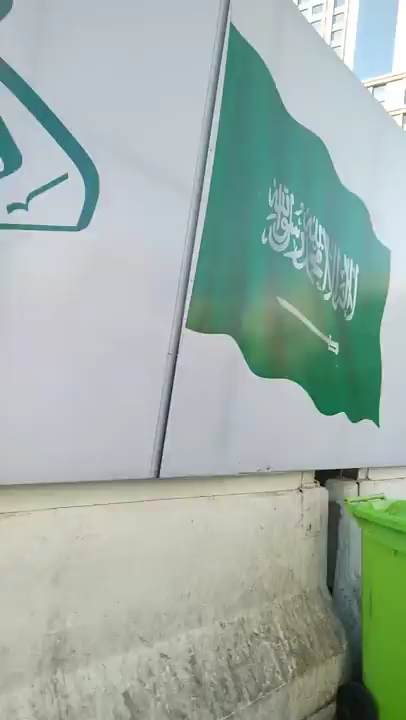 لا إله إلا الله محمد رسول الله